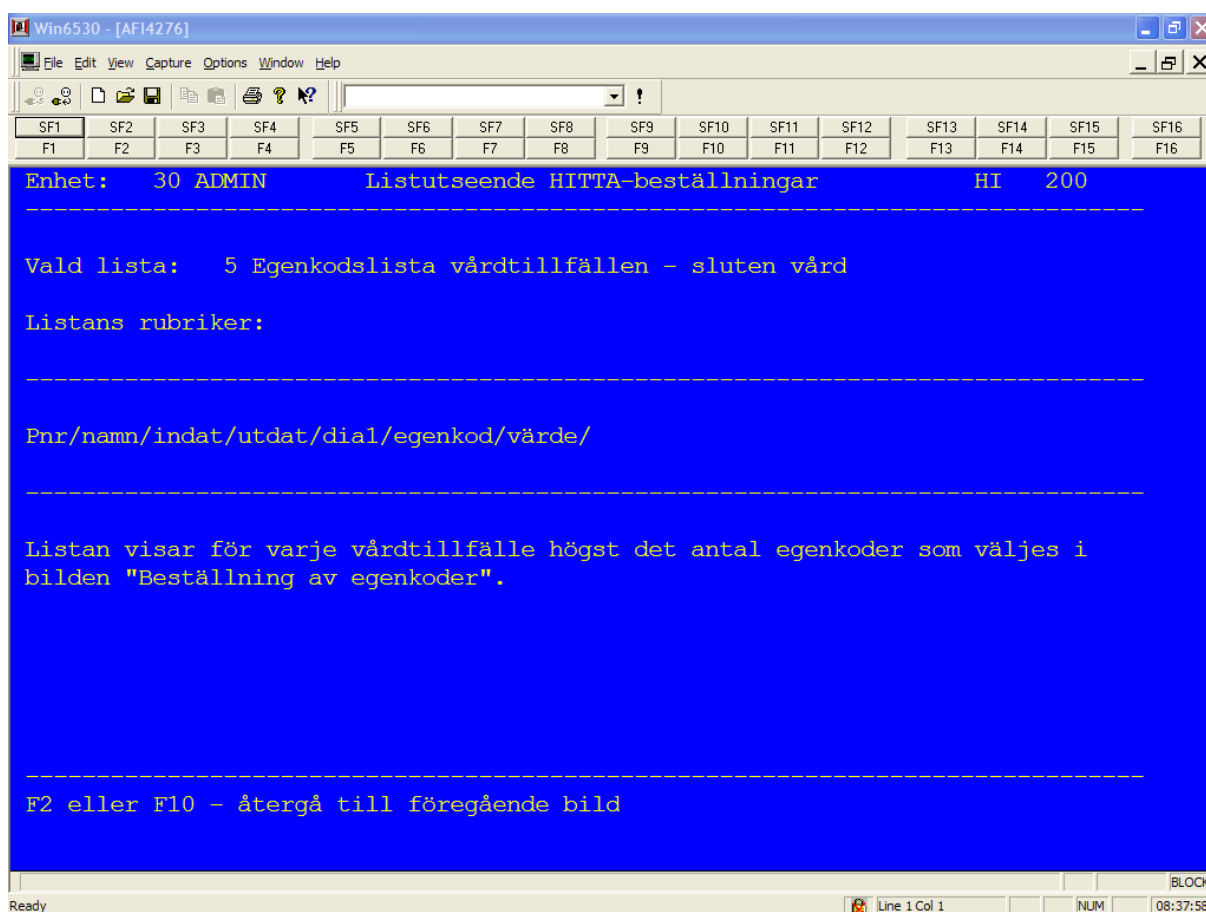 Win6530 - [AFI4276]
File Edit View Capture Options Window Help
SF1 SF2 SF3 SF4 SF5 SF6 SF7 SF8 SF9 SF10 SF11 SF12 SF13 SF14 SF15 SF16
F1 F2 F3 F4 F5 F6 F7 F8 F9 F10 F11 F12 F13 F14 F15 F16
Enhet: 30 ADMIN Listutseende HITTA-beställningar HI 200
Vald lista: 5 Egenkodslista vårdtillfällen - sluten vård
Listans rubriker:
Pnr/namn/indat/utdat/dia1/egenkod/värde/
Listan visar för varje vårdtillfälle högst det antal egenkoder som väljes i
bilden "Beställning av egenkoder".
F2 eller F10 - återgå till föregående bild
BLOCK
Ready Line 1 Col 1 NUM 08:37:58